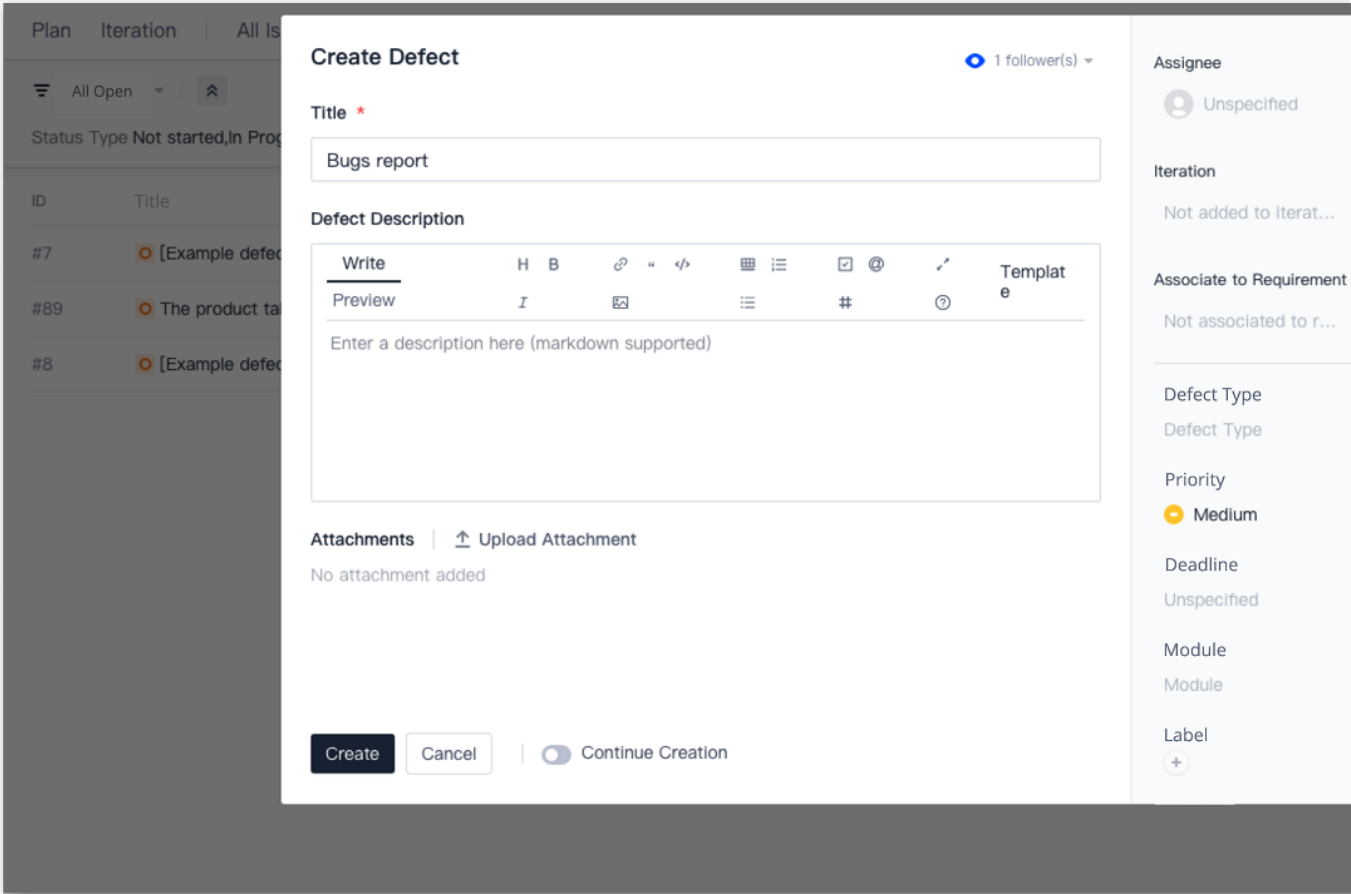 Plan Iteration All Is
All Open
Status Type Not started,In Prog
ID Title
#7 [Example defec
#89 The product ta
#8 [Example defec
Create Defect
1 follower(s)
Title *
Bugs report
Defect Description
Write
Preview
H B “ </> @
I #
Templat
e
Enter a description here (markdown supported)
Attachments Upload Attachment
No attachment added
Create Cancel Continue Creation
Assignee
Unspecified
Iteration
Not added to iterat...
Associate to Requirement
Not associated to r...
Defect Type
Defect Type
Priority
Medium
Deadline
Unspecified
Module
Module
Label
+